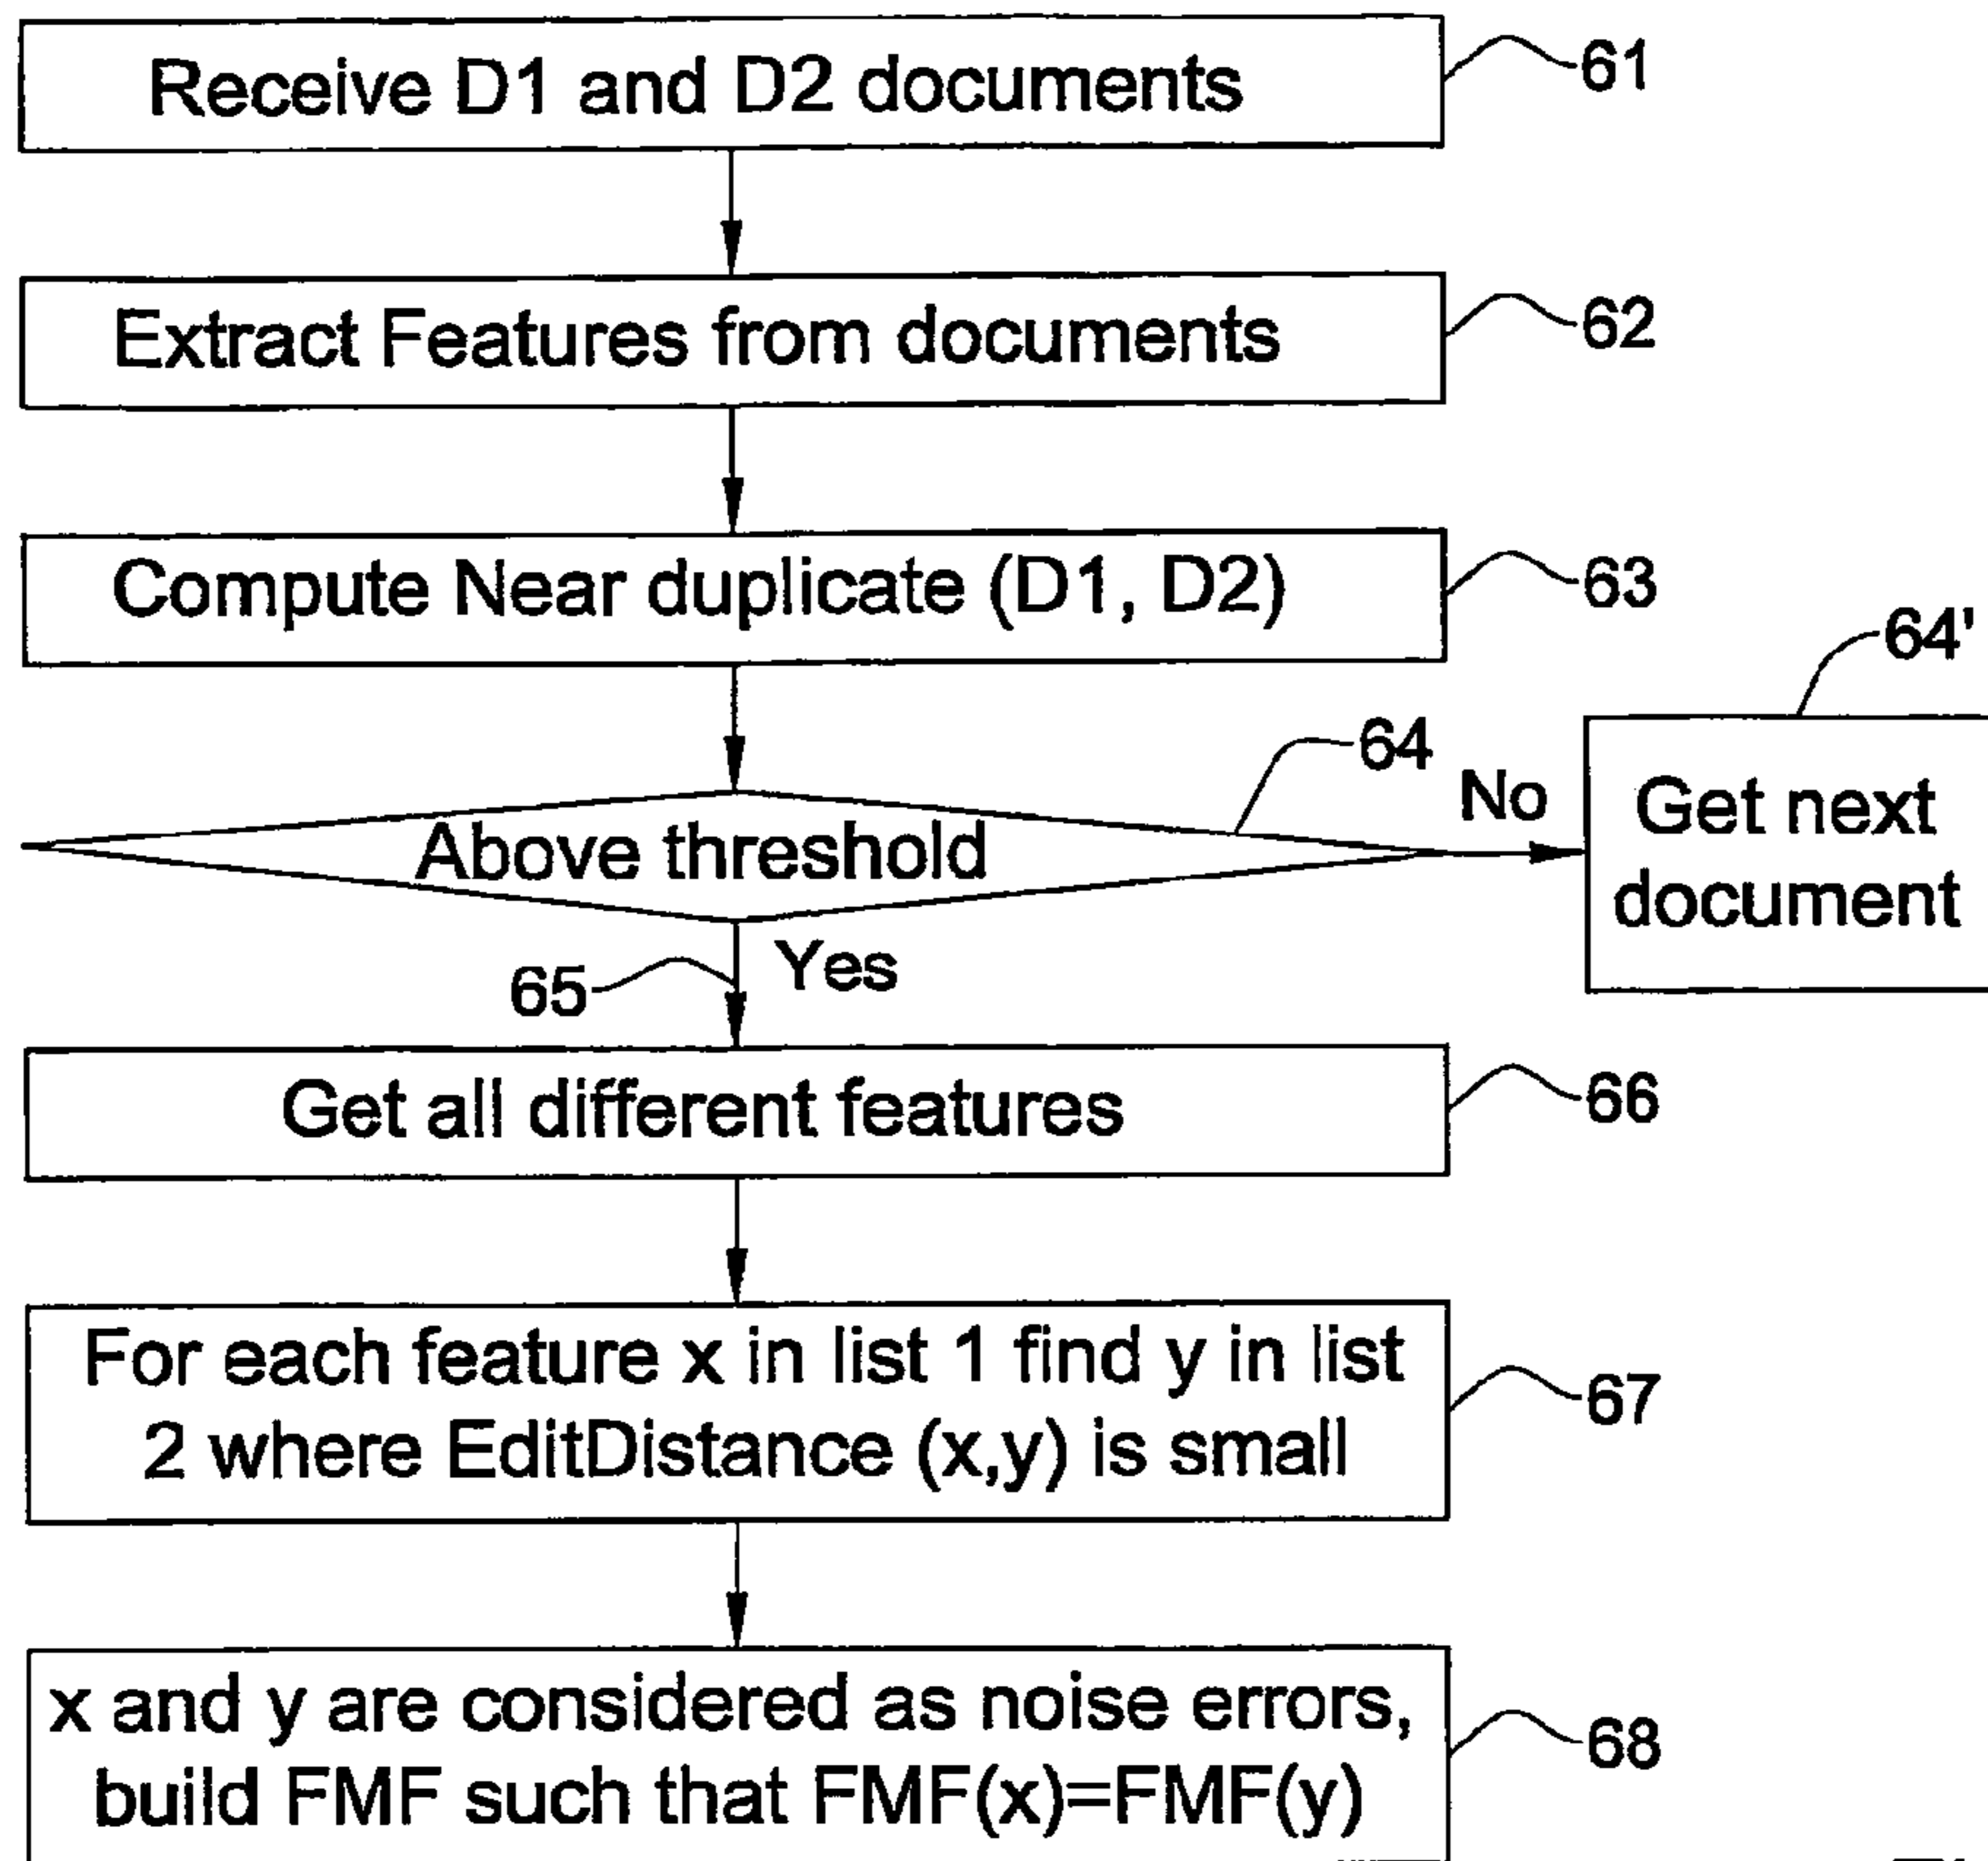 Receive D1 and D2 documents
61
Extract Features from documents
62
Compute Near duplicate (D1, D2)
63
64'
64
No
Get next
document
Above threshold
65
Yes
Get all different features
66
For each feature x in list 1 find y in list
2 where EditDistance (x,y) is small
67
x and y are considered as noise errors,
build FMF such that FMF(x)=FMF(y)
68